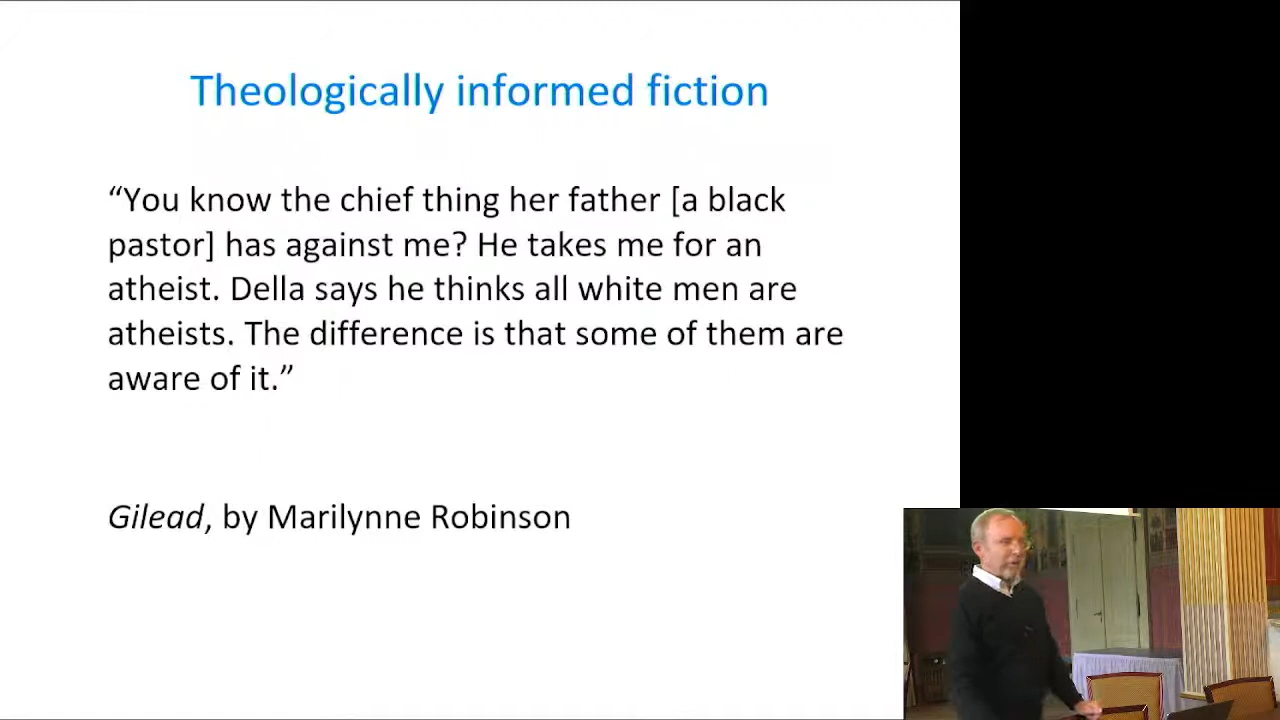 Theologically informed fiction
“You know the chief thing her father [a black
pastor] has against me? He takes me for an
atheist. Della says he thinks all white men are
atheists. The difference is that some of them are
aware of it.”
Gilead, by Marilynne Robinson